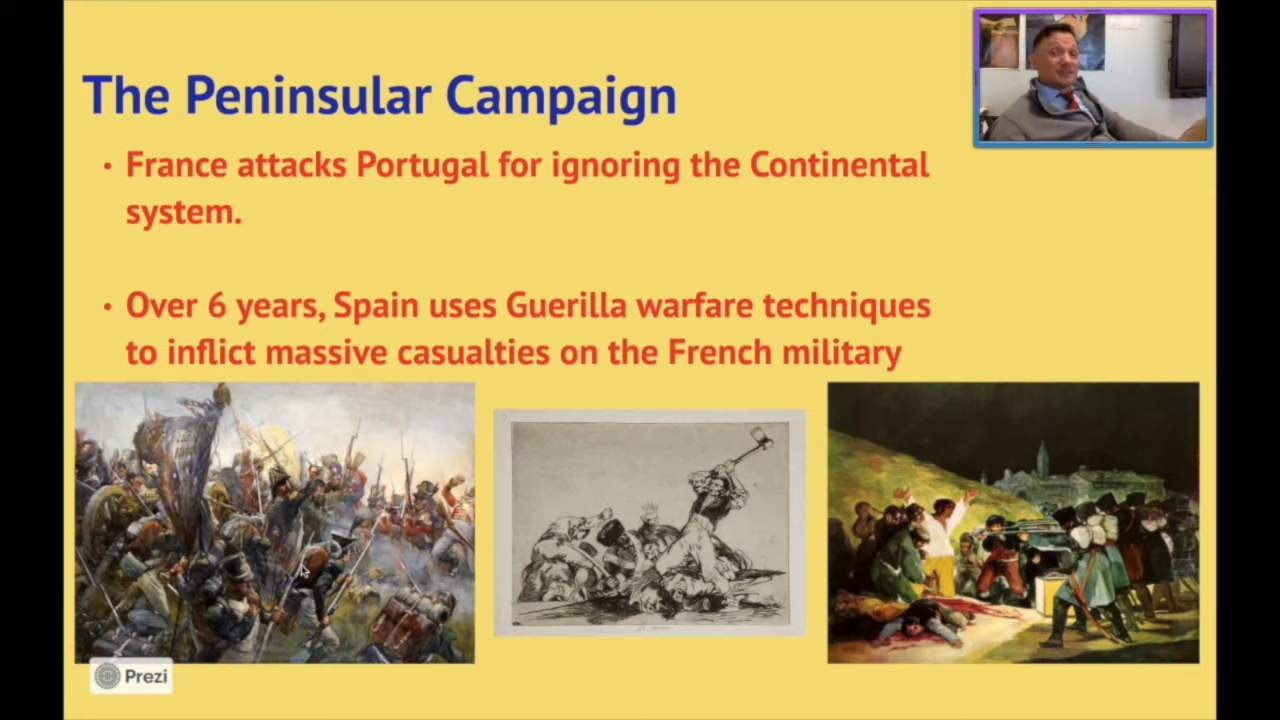 The Peninsular Campaign
• France attacks Portugal for ignoring the Continental
system.
• Over 6 years, Spain uses Guerilla warfare techniques
to inflict massive casualties on the French military
Prezi